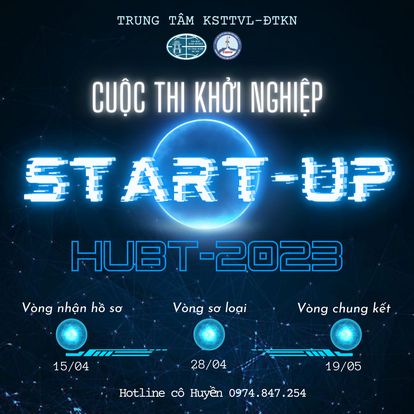 TRUNG TÂM KSTTVL-ĐTKN
CUỘC THI KHỞI NGHIỆP
START-UP
HUBT-2023
Vòng nhận hồ sơ
Vòng sơ loại
Vòng chung kết
15/04
28/04
19/05
Hotline cô Huyền 0974.847.254